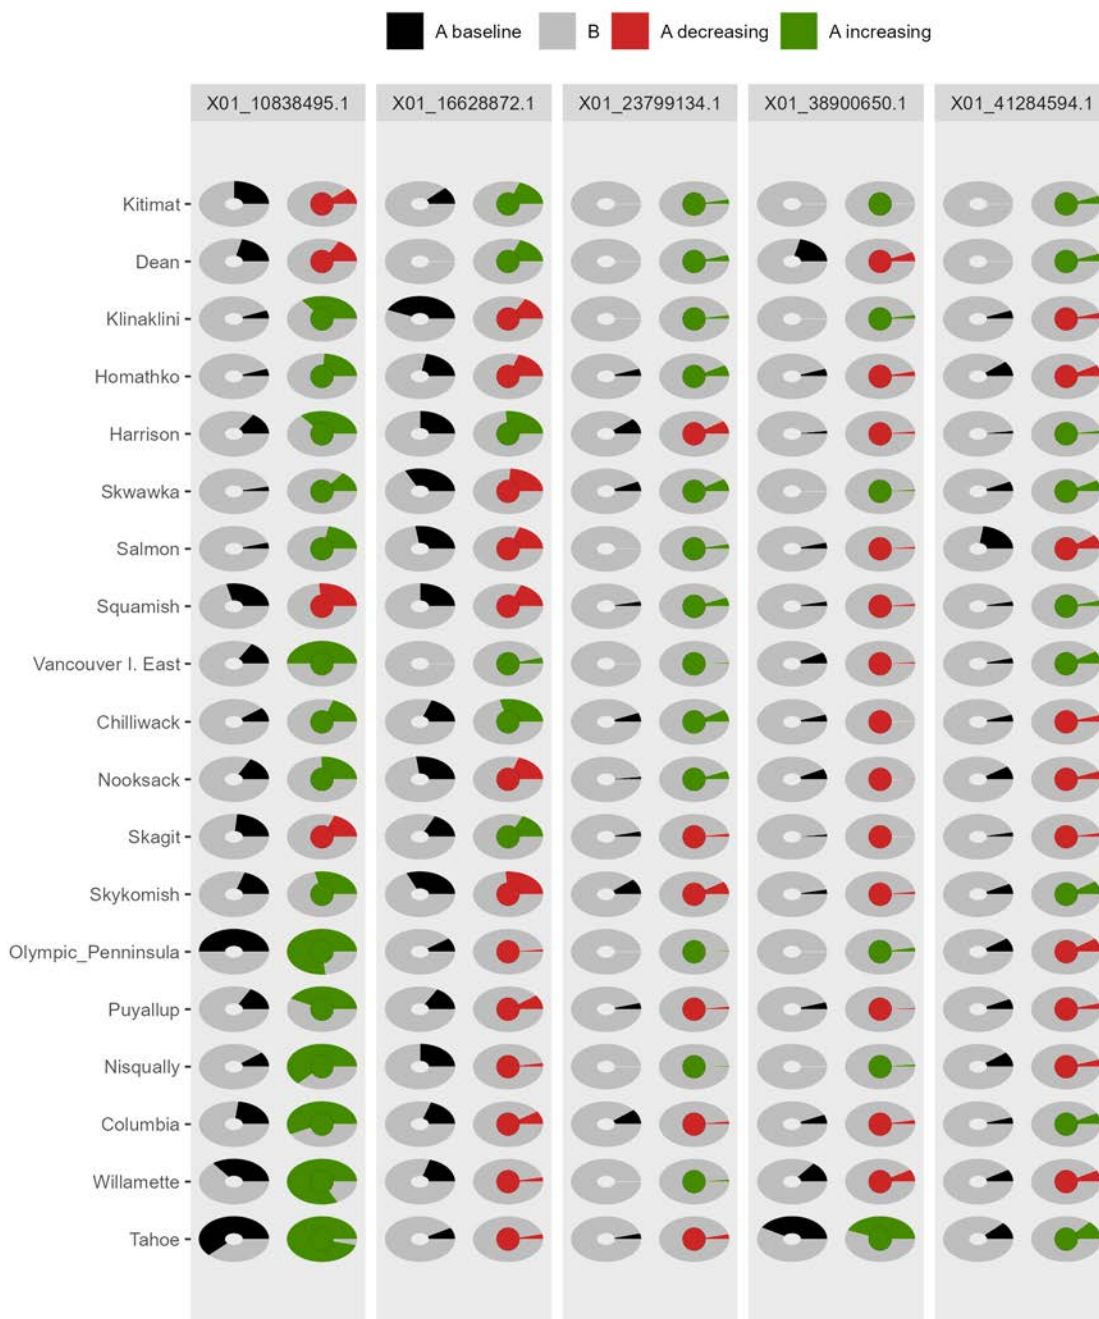 A baseline B A decreasing A increasing
X01_10838495.1 X01_16628872.1 X01_23799134.1 X01_38900650.1 X01_41284594.1
Kitimat
Dean
Klinaklini
Homathko
Harrison
Skwawka
Salmon
Squamish
Vancouver I. East
Chilliwack
Nooksack
Skagit
Skykomish
Olympic_Penninsula
Puyallup
Nisqually
Columbia
Willamette
Tahoe